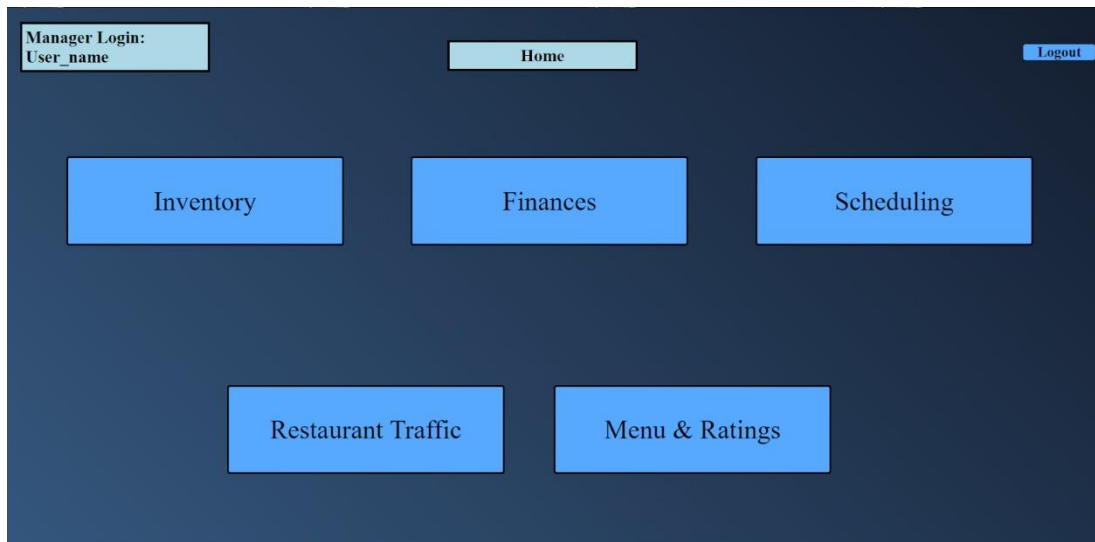 Manager Login:
User_name
Home
Logout
Inventory
Finances
Scheduling
Restaurant Traffic
Menu & Ratings